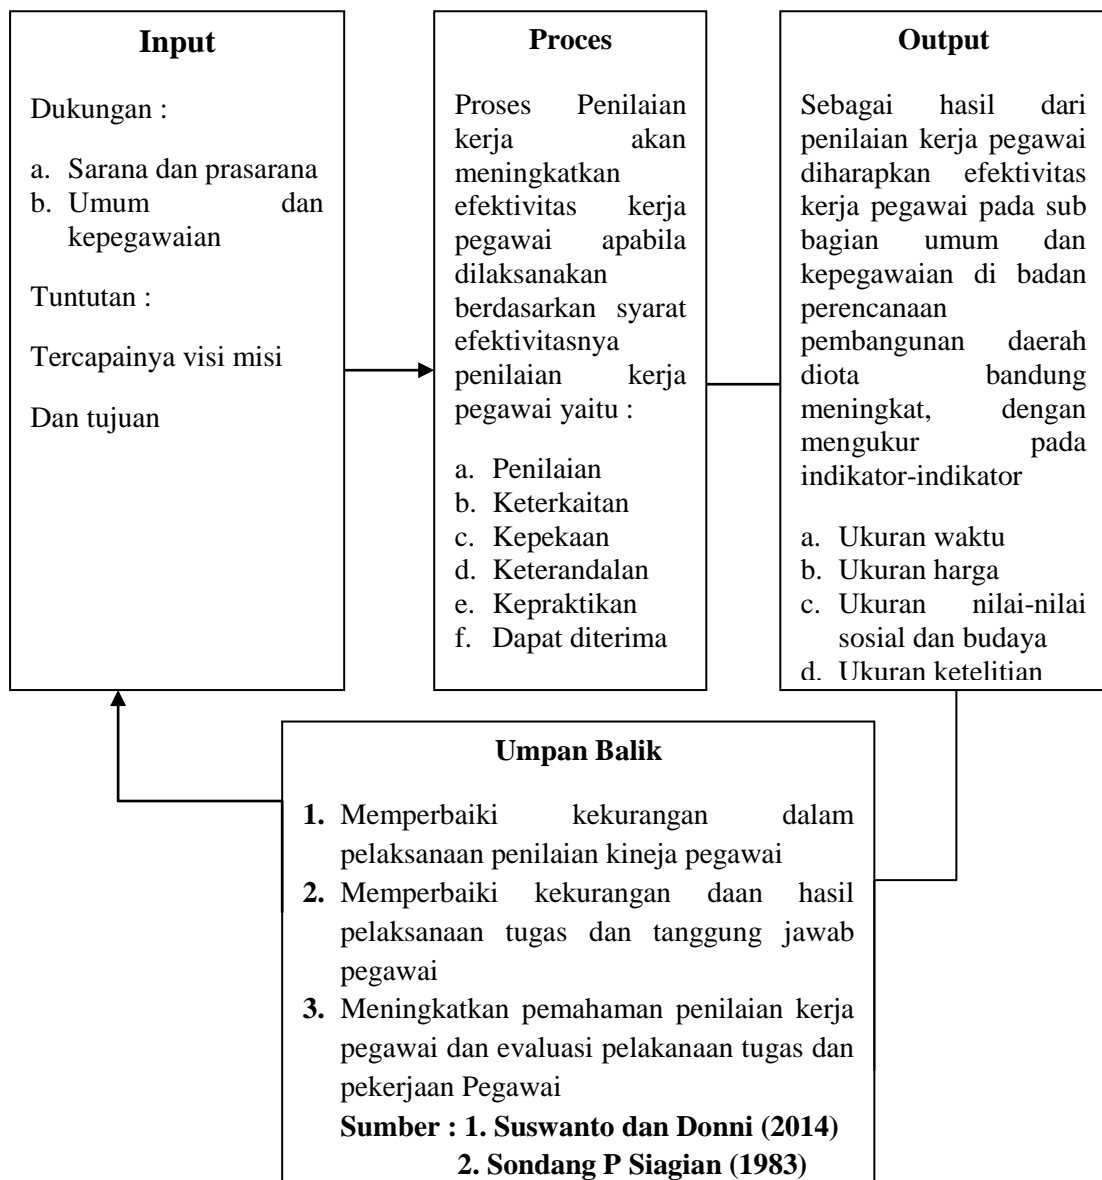 Input
Dukungan :
a. Sarana dan prasarana
b. Umum dan
kepegawaian
Tuntutan :
Tercapainya visi misi
Dan tujuan
Proces
Proses Penilaian
kerja akan
meningkatkan
efektivitas kerja
pegawai apabila
dilaksanakan
berdasarkan syarat
efektivitasnya
penilaian kerja
pegawai yaitu :
a. Penilaian
b. Keterkaitan
c. Kepekaan
d. Keterandalan
e. Kepraktikan
f. Dapat diterima
Output
Sebagai hasil dari
penilaian kerja pegawai
diharapkan efektivitas
kerja pegawai pada sub
bagian umum dan
kepegawaian di badan
perencanaan
pembangunan daerah
diota bandung
meningkat, dengan
mengukur pada
indikator-indikator
a. Ukuran waktu
b. Ukuran harga
c. Ukuran nilai-nilai
sosial dan budaya
d. Ukuran ketelitian
Umpan Balik
1. Memperbaiki kekurangan dalam
pelaksanaan penilaian kineja pegawai
2. Memperbaiki kekurangan daan hasil
pelaksanaan tugas dan tanggung jawab
pegawai
3. Meningkatkan pemahaman penilaian kerja
pegawai dan evaluasi pelakanaan tugas dan
pekerjaan Pegawai
Sumber : 1. Suswanto dan Donni (2014)
2. Sondang P Siagian (1983)